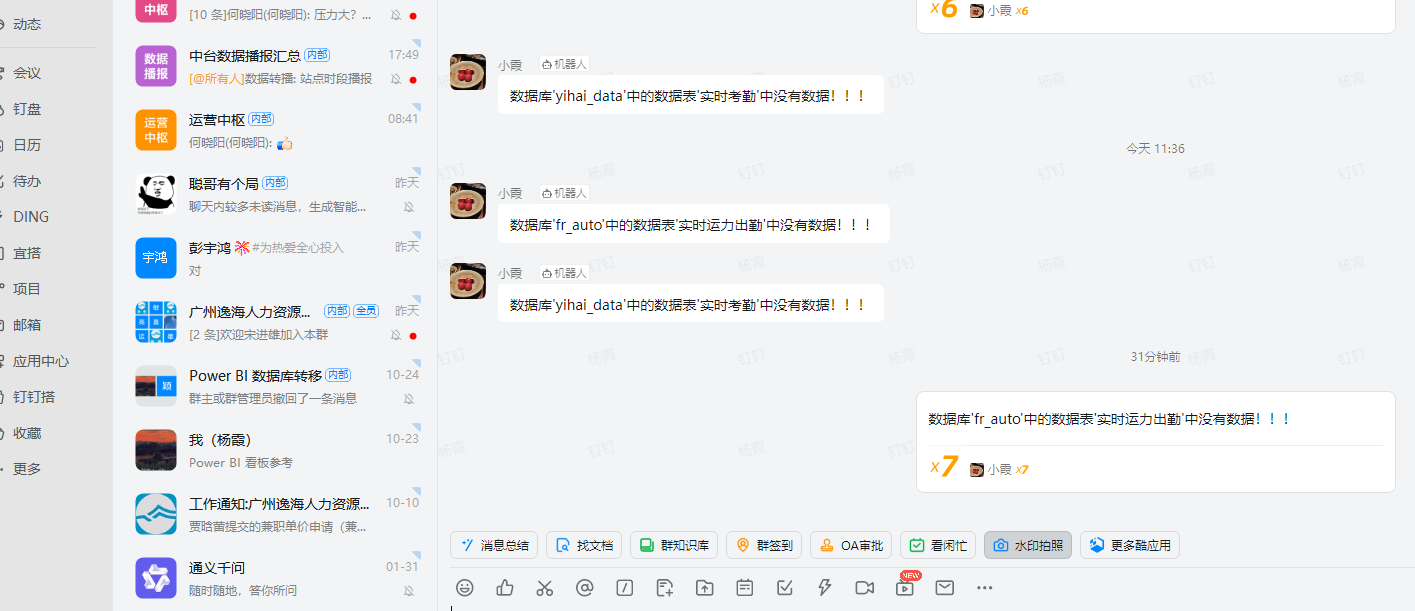 动态
会议
钉盘
日历
待办
DING
宜搭
项目
邮箱
应用中心
钉钉搭
收藏
更多
中枢
[10 条]何晓阳(何晓阳): 压力大? ...
数据
播报
中台数据播报汇总 内部 17:49
[@所有人]数据转播: 站点时段播报
运营
中枢
运营中枢 内部 08:41
何晓阳(何晓阳):
聪哥有个局 内部 昨天
聊天内较多未读消息，生成智能...
宇鸿
彭宇鸿 #为热爱全心投入 昨天
对
广州逸海人力资源... 内部 全员 昨天
[2 条]欢迎宋进雄加入本群
颖
Power BI 数据库转移 内部 10-24
群主或群管理员撤回了一条消息
我（杨霞） 10-23
Power BI 看板参考
工作通知:广州逸海人力资源... 10-10
贾晗菌提交的兼职单价申请（兼...
通义千问 01-31
随时随地，答你所问
x6 小霞 x6
小霞 机器人
数据库'yihai_data'中的数据表'实时考勤'中没有数据！！！
今天 11:36
小霞 机器人
数据库'fr_auto'中的数据表'实时运力出勤'中没有数据！！！
小霞 机器人
数据库'yihai_data'中的数据表'实时考勤'中没有数据！！！
31分钟前
数据库'fr_auto'中的数据表'实时运力出勤'中没有数据！！！
x7 小霞 x7
消息总结 找文档 群知识库 群签到 OA审批 看闲忙 水印拍照 更多酷应用
NEW